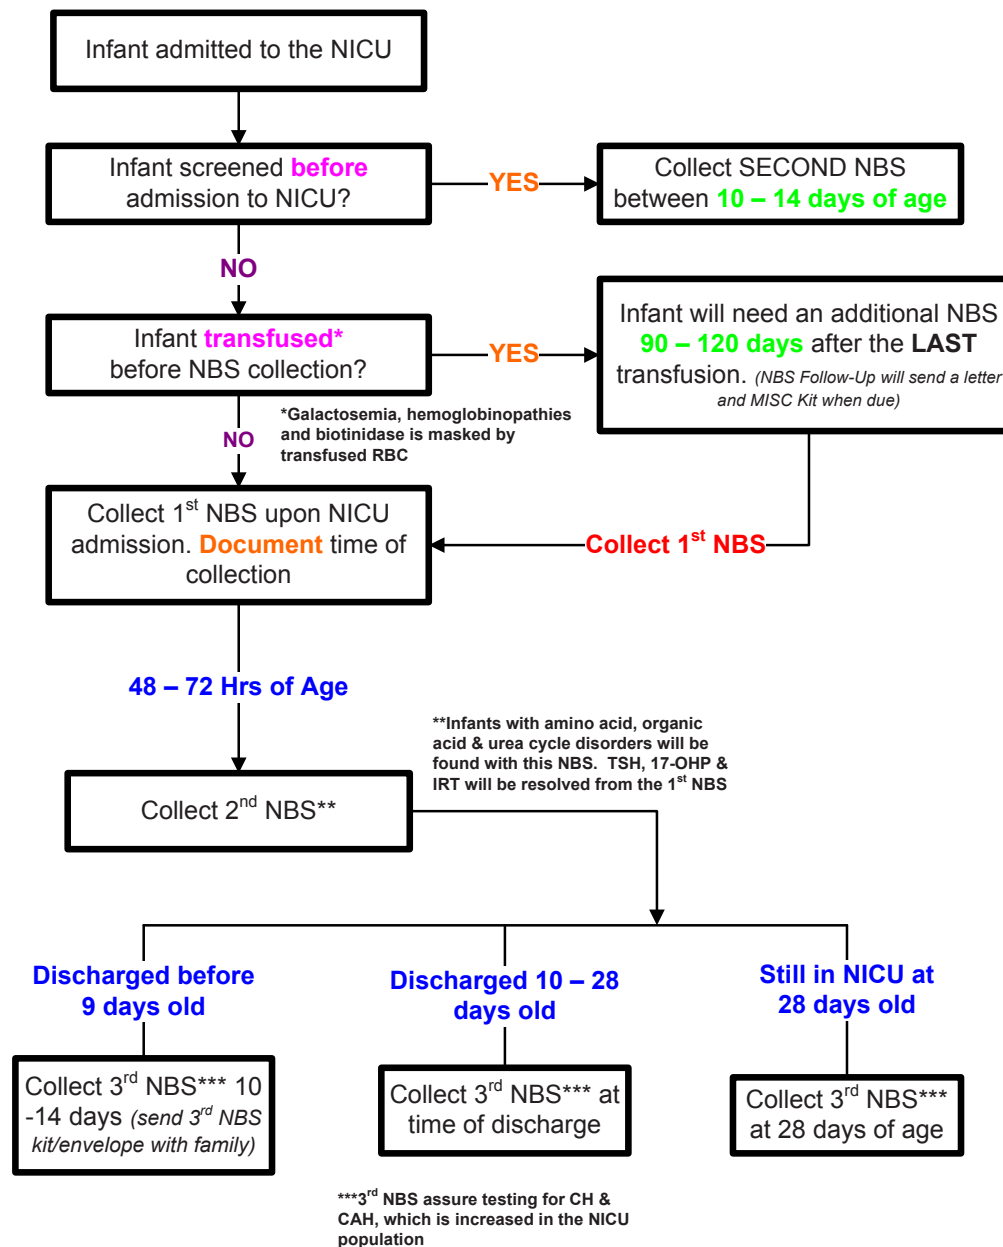 Infant admitted to the NICU
Infant screened before
admission to NICU?
YES
Collect SECOND NBS
between 10 – 14 days of age
NO
Infant transfused*
before NBS collection?
YES
Infant will need an additional NBS
90 – 120 days after the LAST
transfusion. (NBS Follow-Up will send a letter
and MISC Kit when due)
*Galactosemia, hemoglobinopathies
and biotinidase is masked by
transfused RBC
NO
Collect 1st NBS upon NICU
admission. Document time of
collection
Collect 1st NBS
48 – 72 Hrs of Age
**Infants with amino acid, organic
acid & urea cycle disorders will be
found with this NBS. TSH, 17-OHP &
IRT will be resolved from the 1st NBS
Collect 2nd NBS**
Discharged before
9 days old
Discharged 10 – 28
days old
Still in NICU at
28 days old
Collect 3rd NBS*** 10
-14 days (send 3rd NBS
kit/envelope with family)
Collect 3rd NBS*** at
time of discharge
Collect 3rd NBS***
at 28 days of age
***3rd NBS assure testing for CH &
CAH, which is increased in the NICU
population